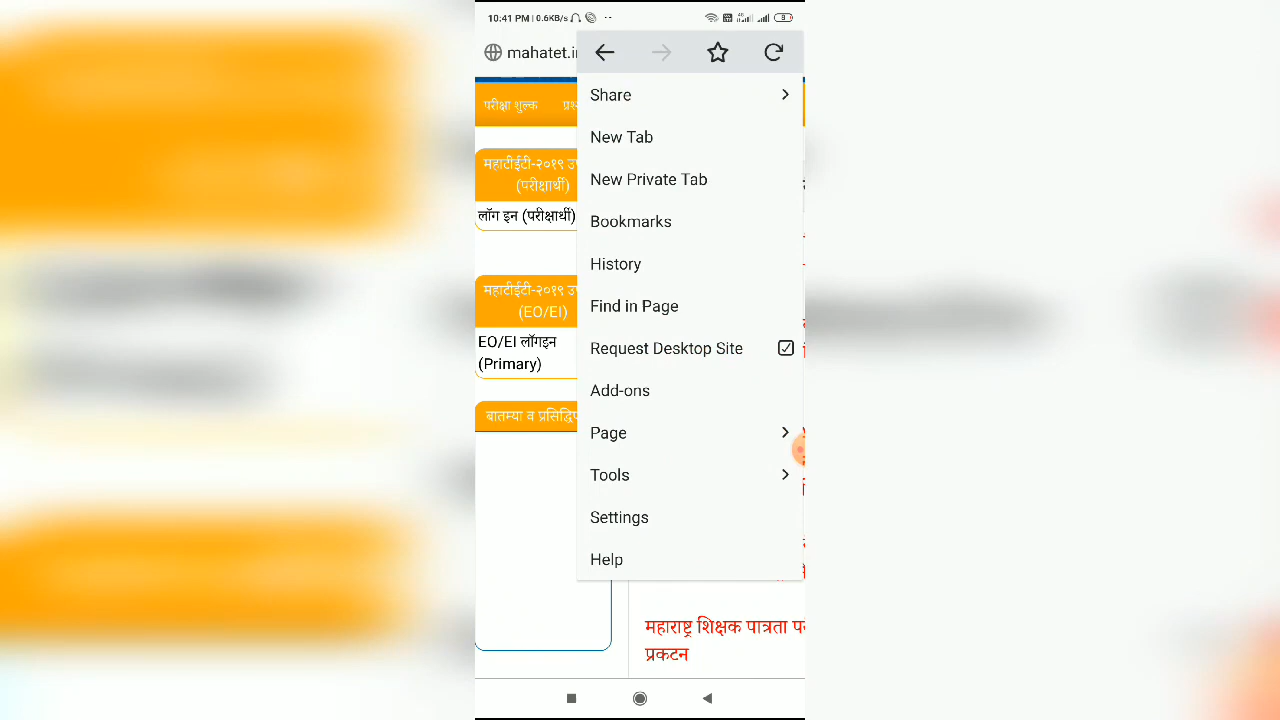 10:41 PM | 0.6KB/s
mahatet.in
परीक्षा शुल्क
Share
New Tab
महाटीईटी-२०१९
(परीक्षार्थी)
New Private Tab
लॉग इन (परीक्षार्थी)
Bookmarks
History
महाटीईटी-२०१९
(EO/EI)
Find in Page
EO/EI लॉगइन
(Primary)
Request Desktop Site
Add-ons
बातम्या व
Page
Tools
Settings
Help
महाराष्ट्र शिक्षक पात्रता
प्रकटन